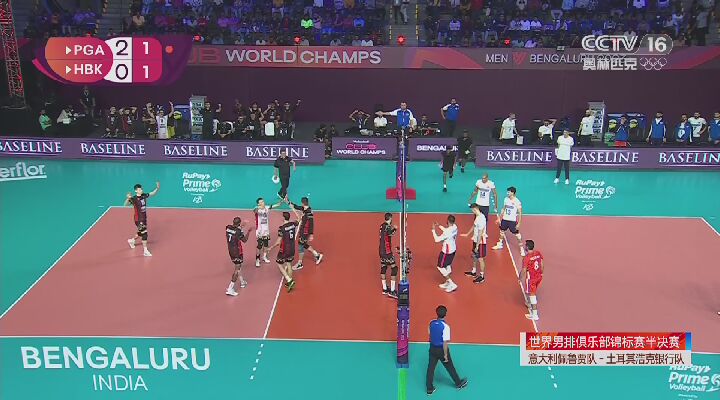 PGA 2 1
HBK 0 1
WORLD CHAMPS
MEN
BENGALURU
CCTV 16
奥林匹克
BASELINE BASELINE BASELINE BASELINE
WORLD CHAMPS
BENGALURU
BASELINE BASELINE BASELINE
erflor
RuPay
Prime
Volleyball
RuPay
Prime
Volleyball
BENGALURU
INDIA
世界男排俱乐部锦标赛半决赛
意大利佩鲁贾队-土耳其浩克银行队